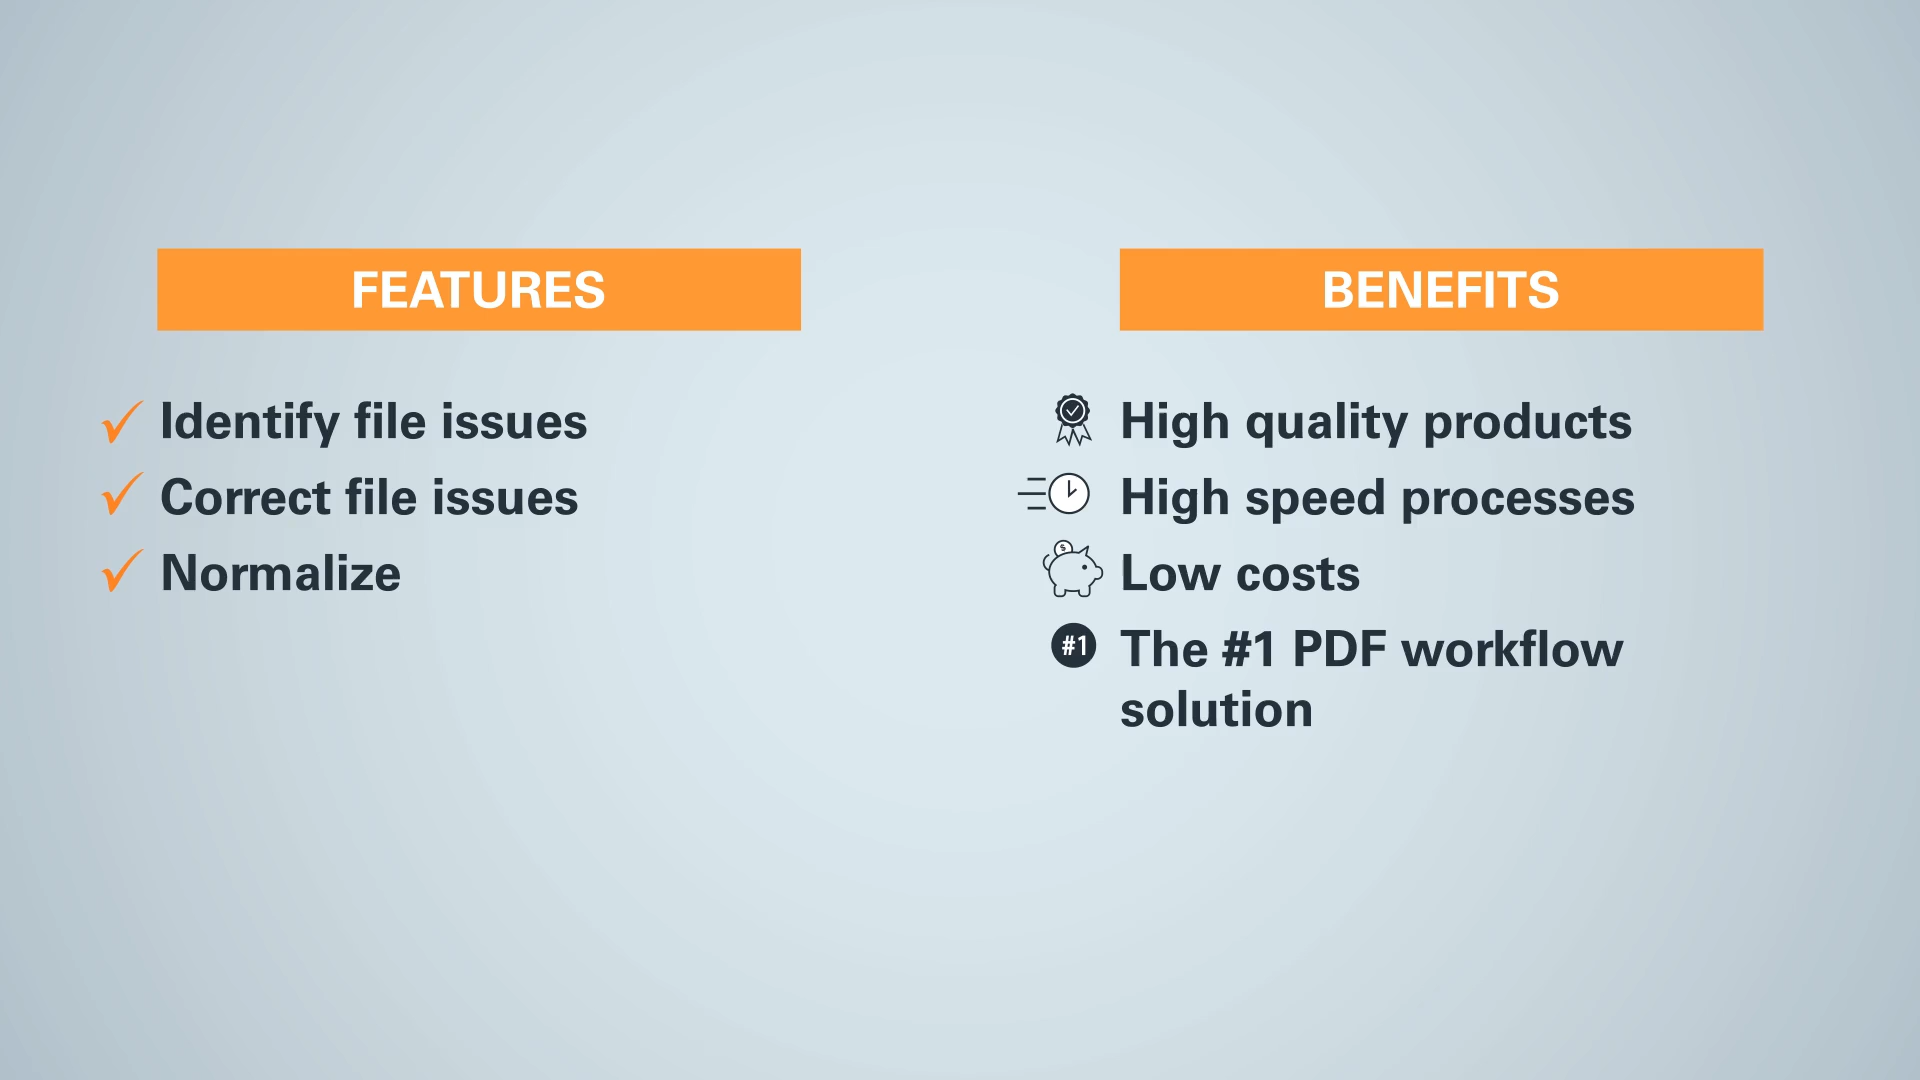 FEATURES
Identify file issues
Correct file issues
Normalize
BENEFITS
High quality products
High speed processes
$
Low costs
#1
The #1 PDF workflow
solution